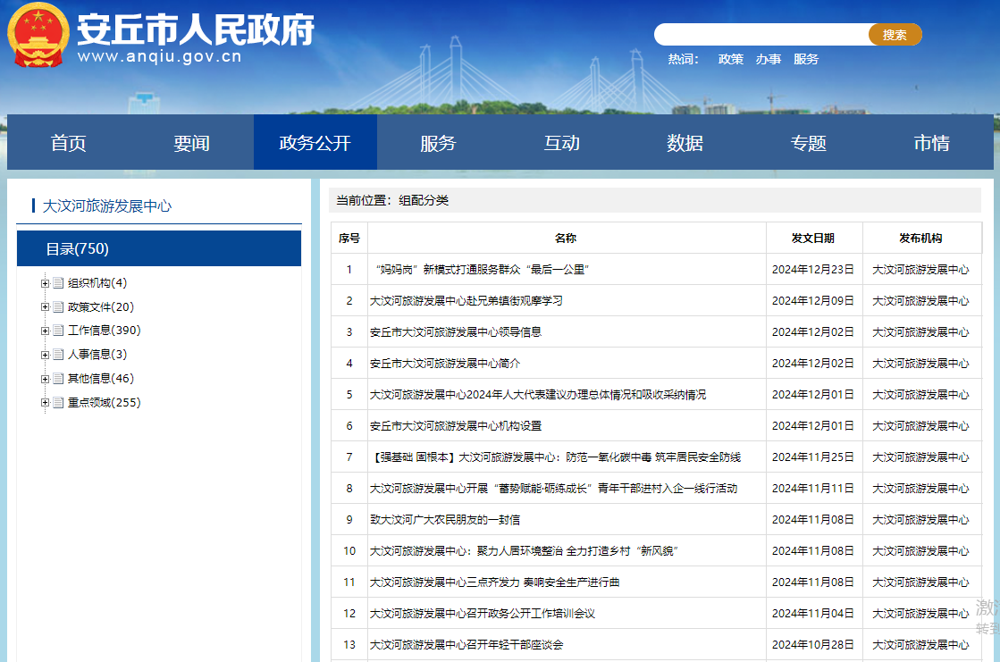 安丘市人民政府
www.anqiu.gov.cn
搜索
热词： 政策 办事 服务
首页 要闻 政务公开 服务 互动 数据 专题 市情
大汶河旅游发展中心
目录(750)
组织机构(4)
政策文件(20)
工作信息(390)
人事信息(3)
其他信息(46)
重点领域(255)
当前位置：组配分类
序号 名称 发文日期 发布机构
1 “妈妈岗”新模式打通服务群众“最后一公里” 2024年12月23日 大汶河旅游发展中心
2 大汶河旅游发展中心赴兄弟镇街观摩学习 2024年12月09日 大汶河旅游发展中心
3 安丘市大汶河旅游发展中心领导信息 2024年12月02日 大汶河旅游发展中心
4 安丘市大汶河旅游发展中心简介 2024年12月02日 大汶河旅游发展中心
5 大汶河旅游发展中心2024年人大代表建议办理总体情况和吸收采纳情况 2024年12月01日 大汶河旅游发展中心
6 安丘市大汶河旅游发展中心机构设置 2024年12月01日 大汶河旅游发展中心
7 【强基础 固根本】大汶河旅游发展中心：防范一氧化碳中毒 筑牢居民安全防线 2024年11月25日 大汶河旅游发展中心
8 大汶河旅游发展中心开展“蓄势赋能·砺练成长”青年干部进村入企一线行活动 2024年11月11日 大汶河旅游发展中心
9 致大汶河广大农民朋友的一封信 2024年11月08日 大汶河旅游发展中心
10 大汶河旅游发展中心：聚力人居环境整治 全力打造乡村“新风貌” 2024年11月08日 大汶河旅游发展中心
11 大汶河旅游发展中心三点齐发力 奏响安全生产进行曲 2024年11月08日 大汶河旅游发展中心
12 大汶河旅游发展中心召开政务公开工作培训会议 2024年11月04日 大汶河旅游发展中心
13 大汶河旅游发展中心召开年轻干部座谈会 2024年10月28日 大汶河旅游发展中心
激
转到